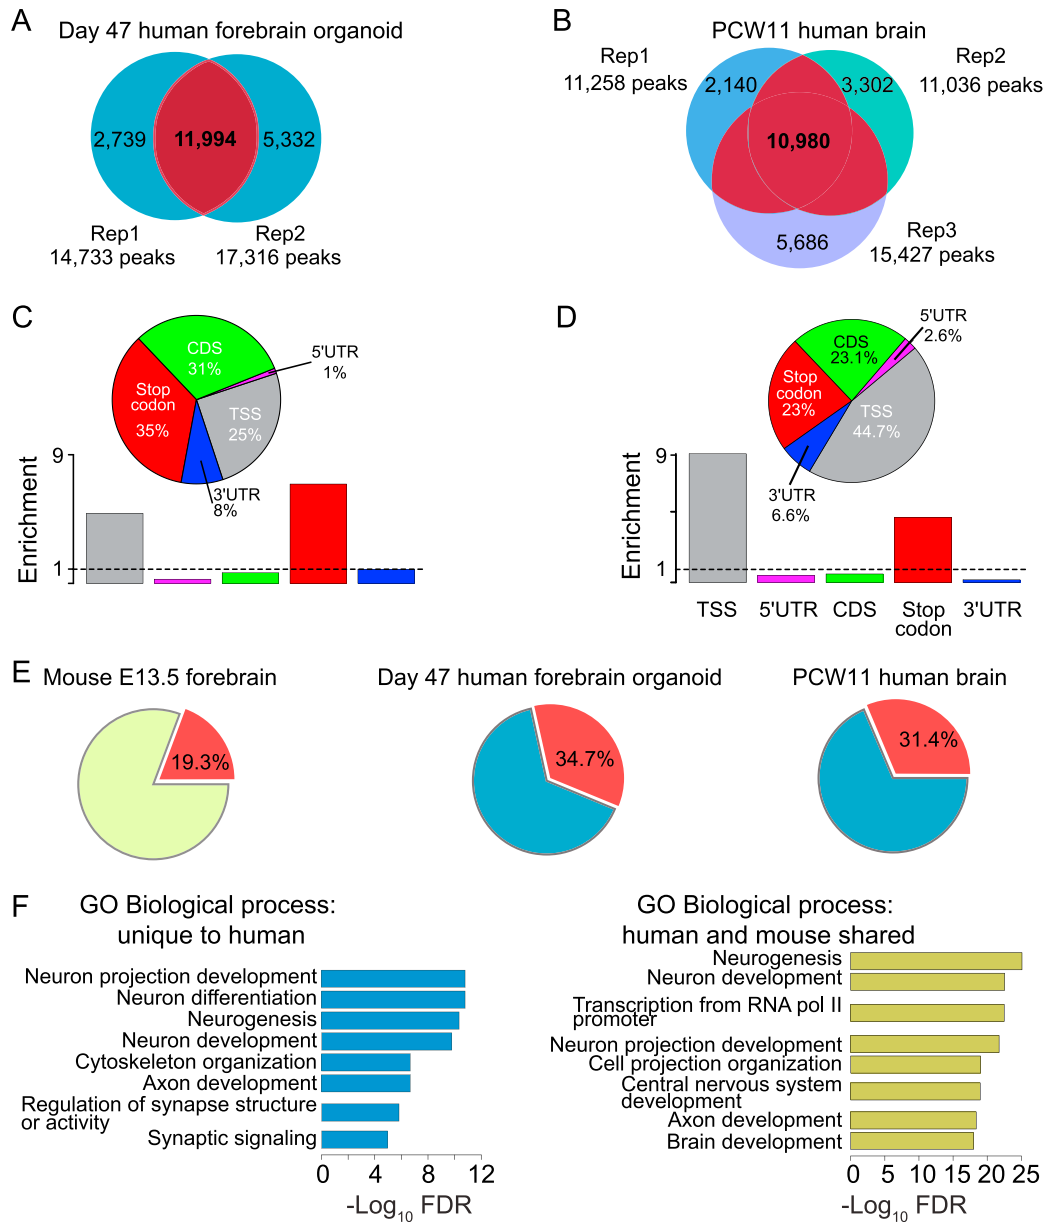 A
Day 47 human forebrain organoid
2,739
11,994
5,332
Rep1
14,733 peaks
Rep2
17,316 peaks
B
PCW11 human brain
Rep1
11,258 peaks
2,140
3,302
Rep2
11,036 peaks
10,980
5,686
Rep3
15,427 peaks
C
CDS
31%
5'UTR
1%
Stop
codon
35%
TSS
25%
3'UTR
8%
Enrichment
9
1
D
5'UTR
2.6%
CDS
23.1%
Stop
codon
23%
TSS
44.7%
3'UTR
6.6%
Enrichment
9
1
TSS
5'UTR
CDS
Stop
codon
3'UTR
E
Mouse E13.5 forebrain
19.3%
Day 47 human forebrain organoid
34.7%
PCW11 human brain
31.4%
F
GO Biological process:
unique to human
Neuron projection development
Neuron differentiation
Neurogenesis
Neuron development
Cytoskeleton organization
Axon development
Regulation of synapse structure
or activity
Synaptic signaling
0 4 8 12
-Log10 FDR
GO Biological process:
human and mouse shared
Neurogenesis
Neuron development
Transcription from RNA pol II
promoter
Neuron projection development
Cell projection organization
Central nervous system
development
Axon development
Brain development
0 5 10 15 20 25
-Log10 FDR